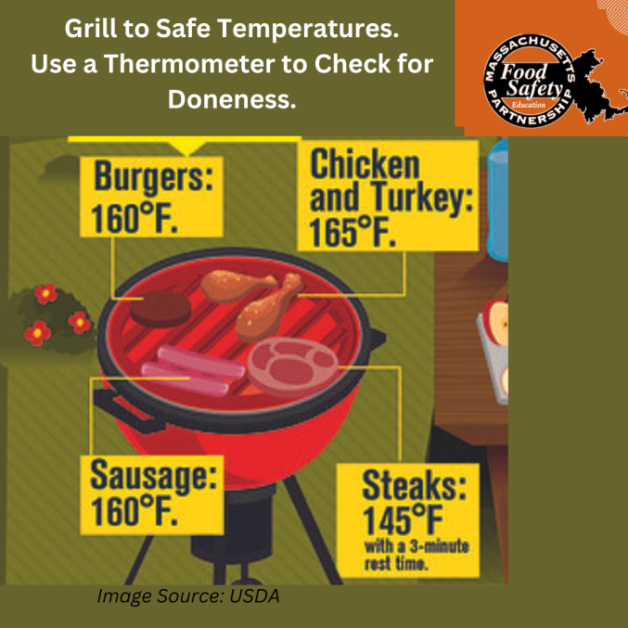 Grill to Safe Temperatures.
Use a Thermometer to Check for
Doneness.
MASSACHUSETTS
Food
Safety
Education
PARTNERSHIP
Burgers:
160°F.
Chicken
and Turkey:
165°F.
Sausage:
160°F.
Steaks:
145°F
with a 3-minute
rest time.
Image Source: USDA